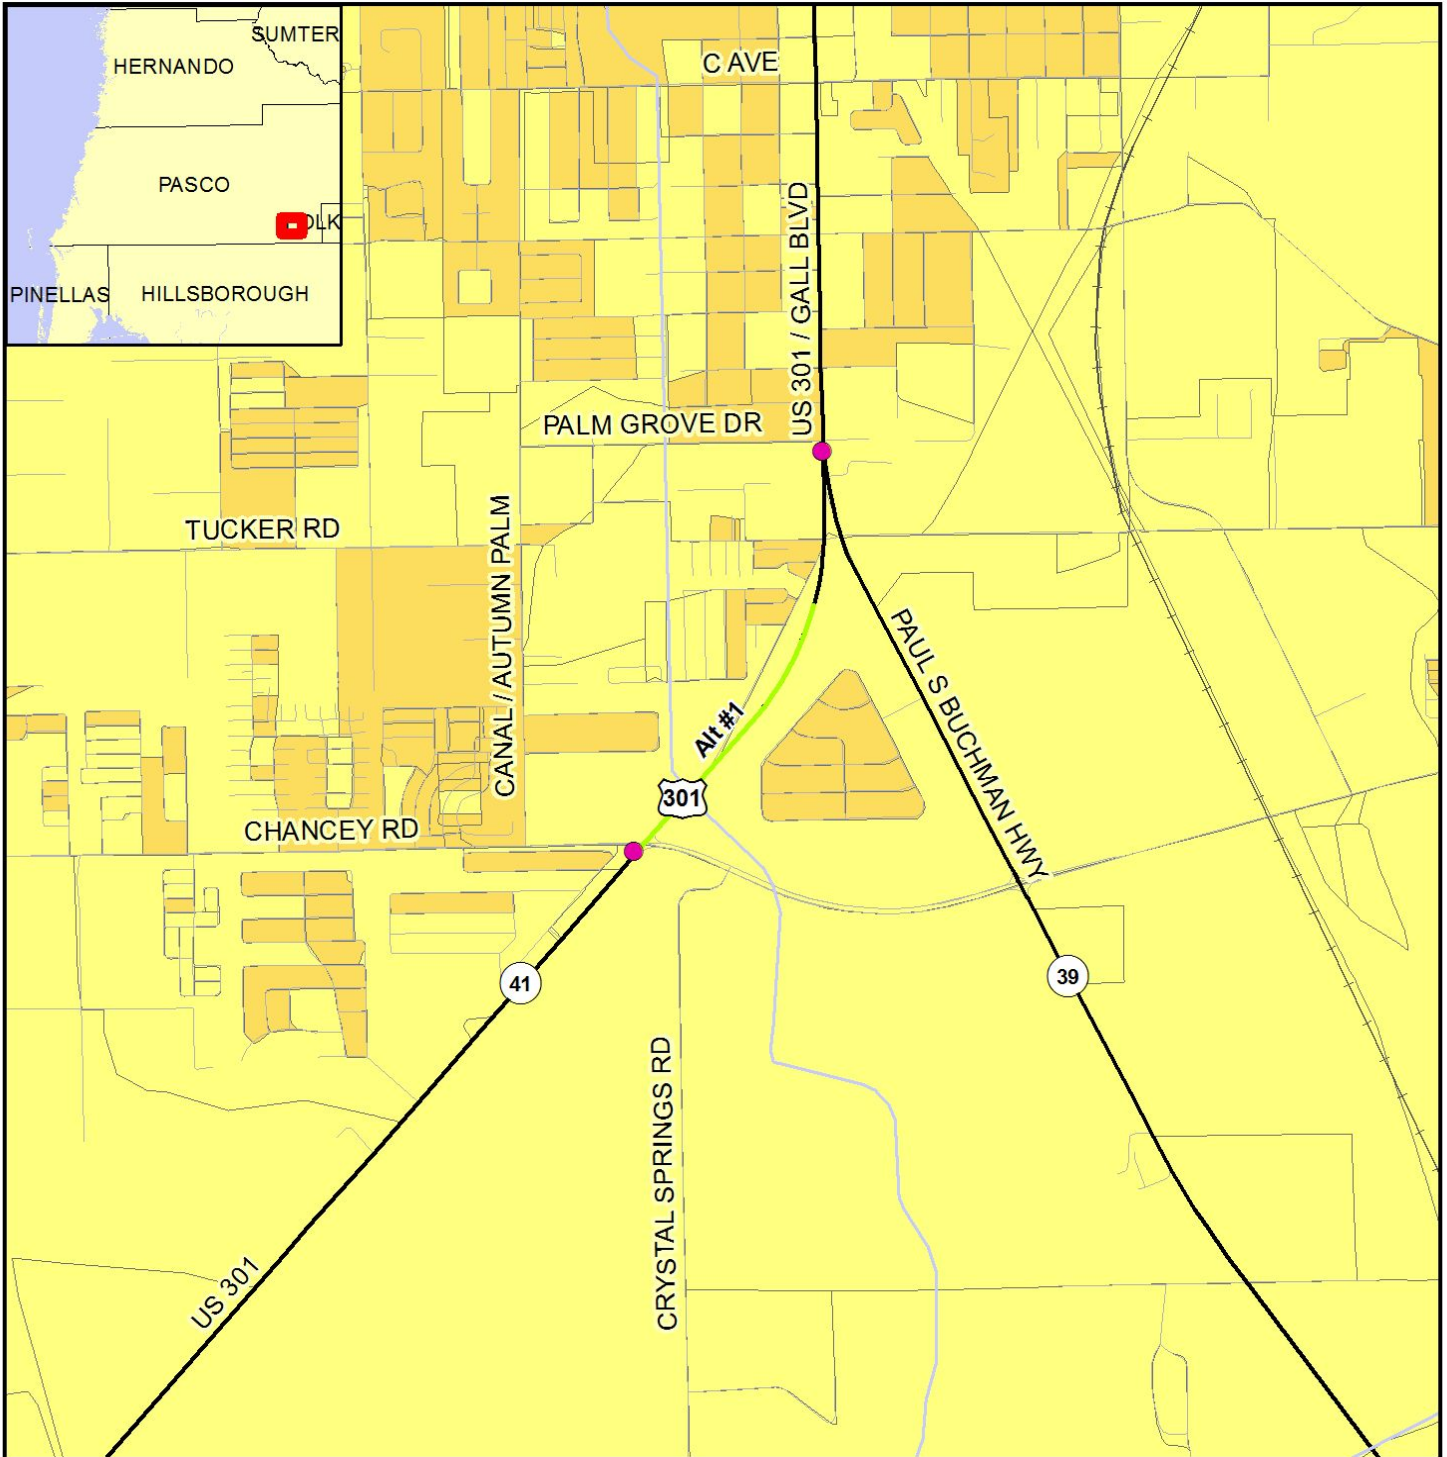 SUMTER
HERNANDO
C AVE
PASCO
OLK
PINELLAS
HILLSBOROUGH
US 301 / GALL BLVD
PALM GROVE DR
TUCKER RD
CANAL / AUTUMN PALM
PAUL S BUCHMAN HWY
Alt #1
301
CHANCEY RD
41
39
CRYSTAL SPRINGS RD
US 301